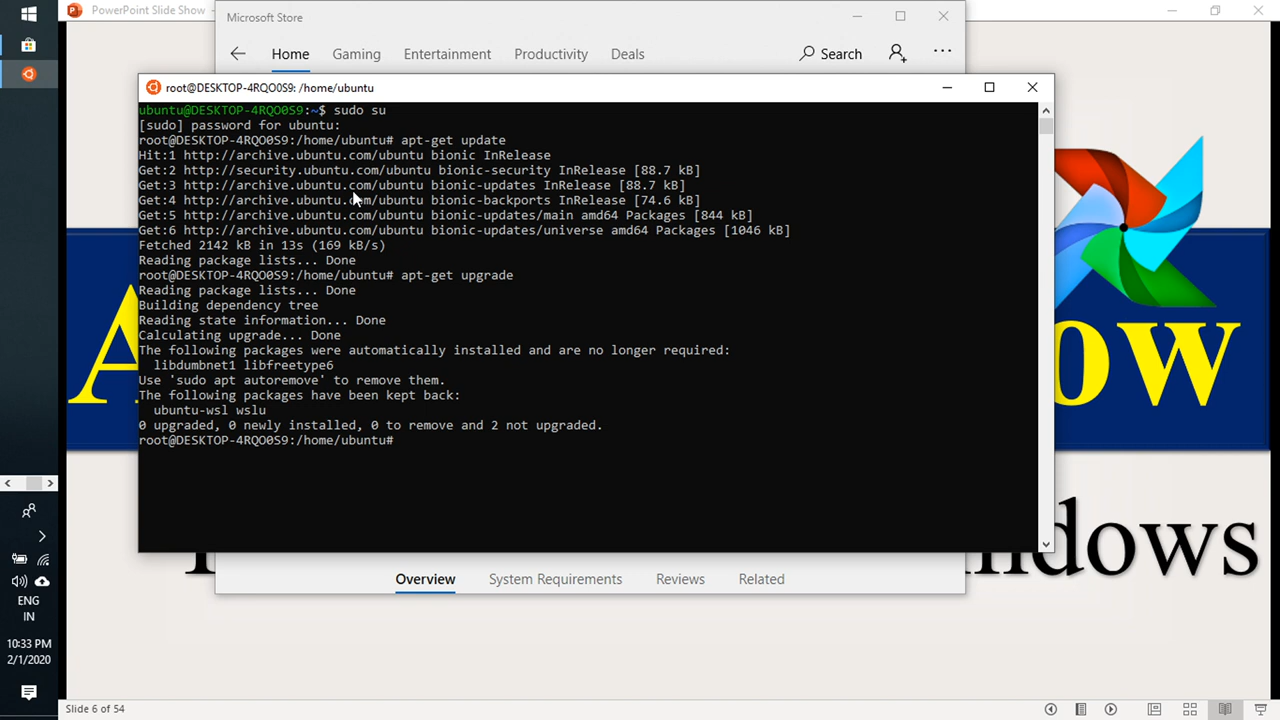 PowerPoint Slide Show -
Microsoft Store
Home Gaming Entertainment Productivity Deals Search
root@DESKTOP-4RQO0S9: /home/ubuntu
ubuntu@DESKTOP-4RQO0S9:~$ sudo su
[sudo] password for ubuntu:
root@DESKTOP-4RQO0S9:/home/ubuntu# apt-get update
Hit:1 http://archive.ubuntu.com/ubuntu bionic InRelease
Get:2 http://security.ubuntu.com/ubuntu bionic-security InRelease [88.7 kB]
Get:3 http://archive.ubuntu.com/ubuntu bionic-updates InRelease [88.7 kB]
Get:4 http://archive.ubuntu.com/ubuntu bionic-backports InRelease [74.6 kB]
Get:5 http://archive.ubuntu.com/ubuntu bionic-updates/main amd64 Packages [844 kB]
Get:6 http://archive.ubuntu.com/ubuntu bionic-updates/universe amd64 Packages [1046 kB]
Fetched 2142 kB in 13s (169 kB/s)
Reading package lists... Done
root@DESKTOP-4RQO0S9:/home/ubuntu# apt-get upgrade
Reading package lists... Done
Building dependency tree
Reading state information... Done
Calculating upgrade... Done
The following packages were automatically installed and are no longer required:
libdumbnet1 libfreetype6
Use 'sudo apt autoremove' to remove them.
The following packages have been kept back:
ubuntu-wsl wslu
0 upgraded, 0 newly installed, 0 to remove and 2 not upgraded.
root@DESKTOP-4RQO0S9:/home/ubuntu#
Overview System Requirements Reviews Related
ENG
IN
10:33 PM
2/1/2020
Slide 6 of 54